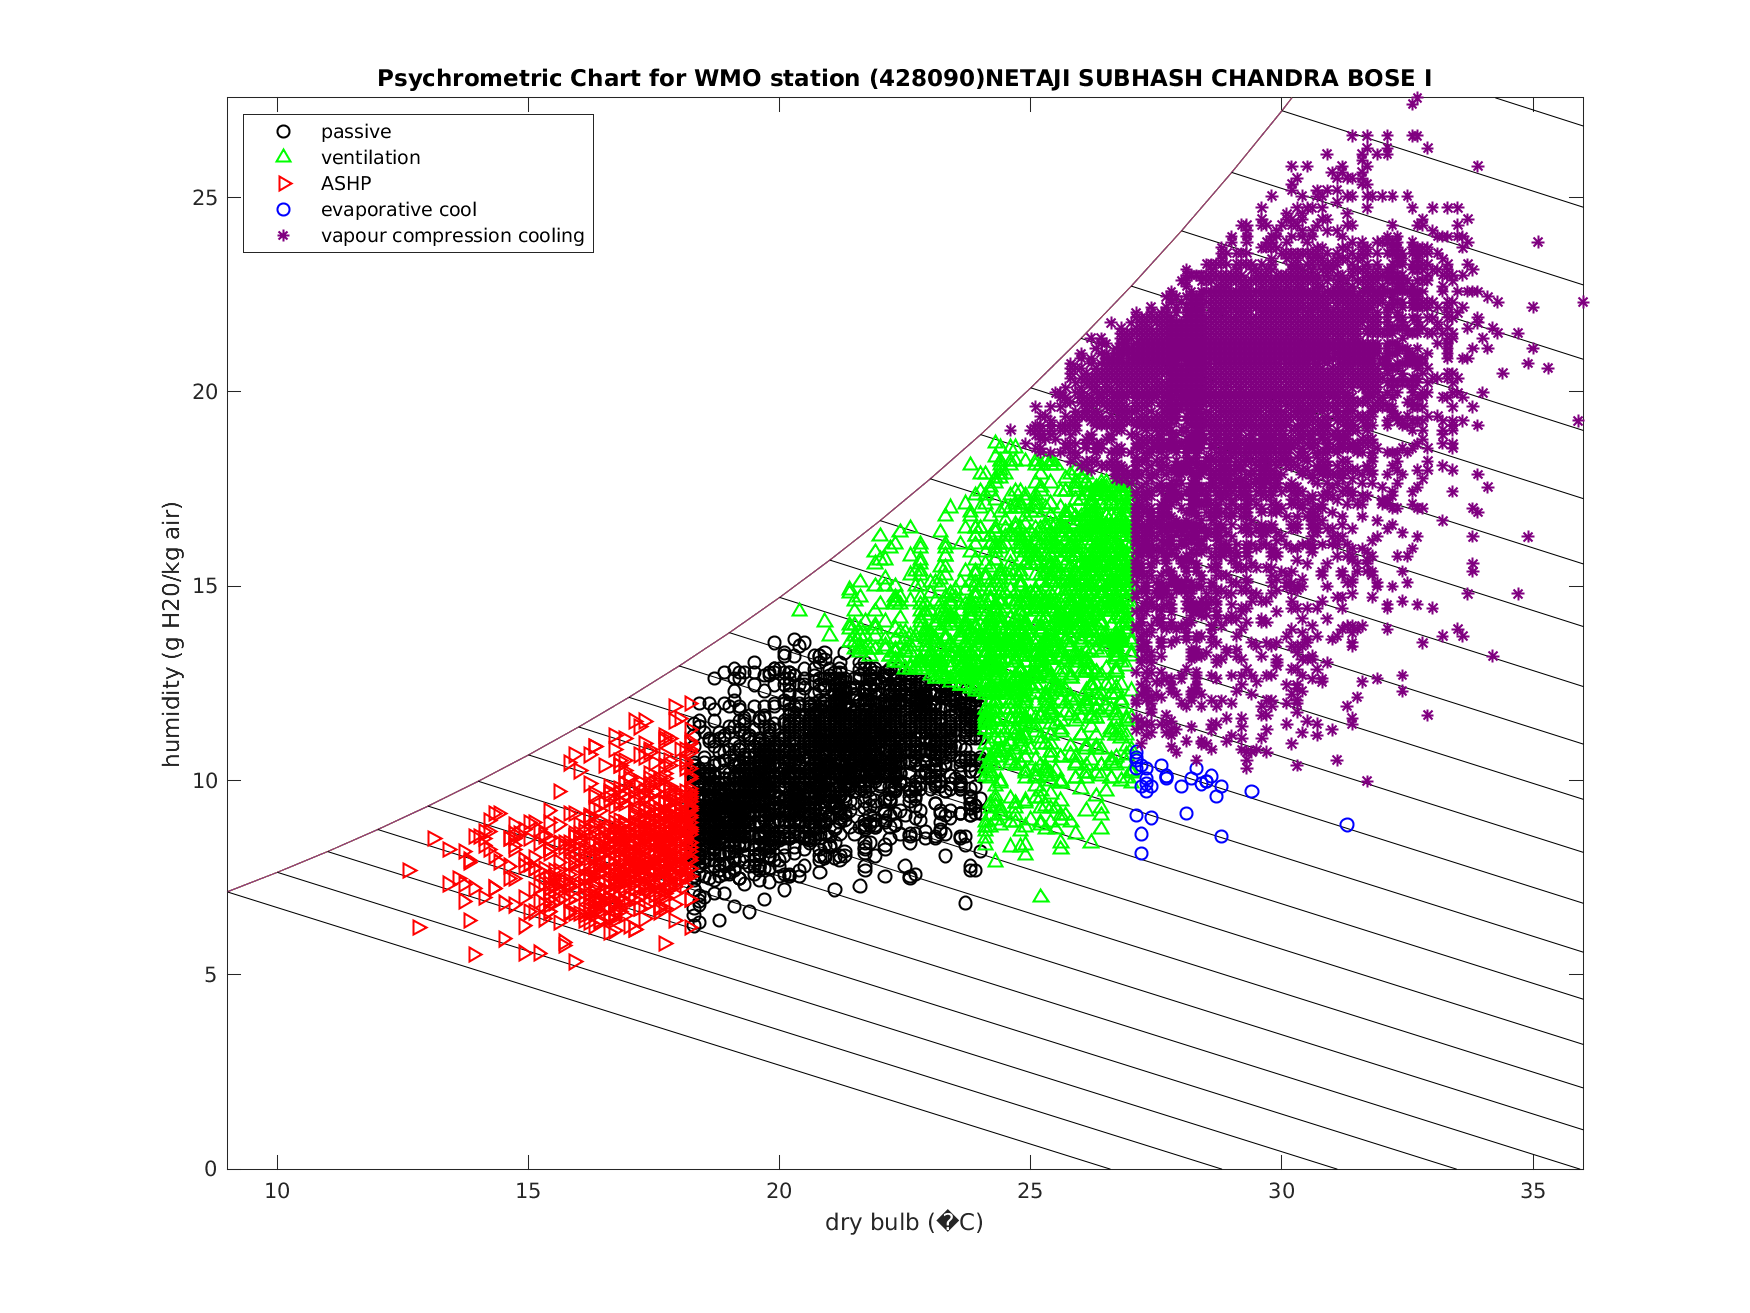 Psychrometric Chart for WMO station (428090)NETAJI SUBHASH CHANDRA BOSE I
passive
ventilation
ASHP
evaporative cool
vapour compression cooling
25
20
15
10
5
0
humidity (g H20/kg air)
10 15 20 25 30 35
dry bulb (�C)